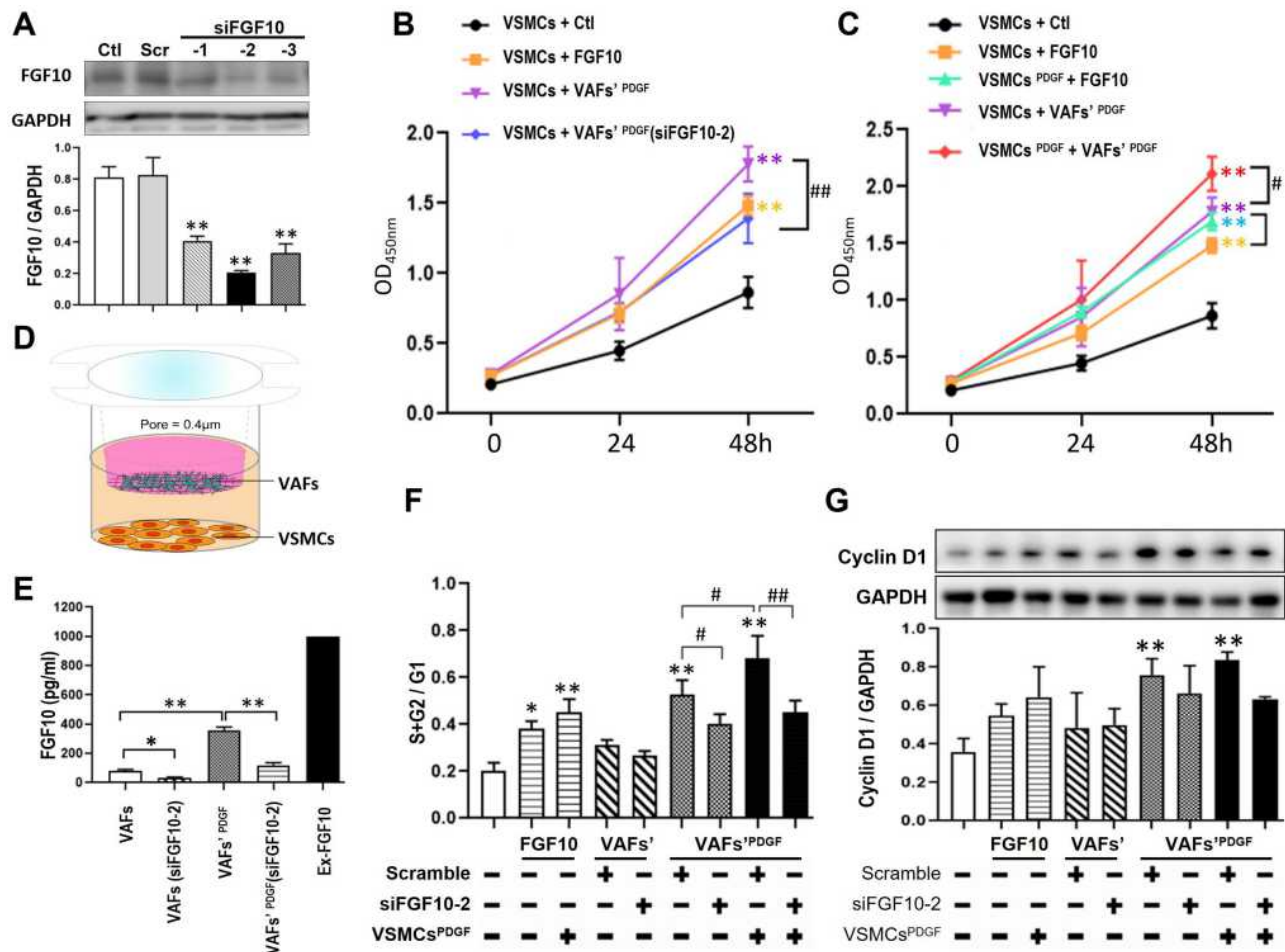 A
siFGF10
Ctl Scr -1 -2 -3
FGF10
GAPDH
FGF10 / GAPDH
1.0
0.8
0.6
0.4
0.2
0.0
** ** **
B
VSMCs + Ctl
VSMCs + FGF10
VSMCs + VAFs' PDGF
VSMCs + VAFs' PDGF(siFGF10-2)
OD450nm
2.0
1.5
1.0
0.5
0.0
0 24 48h
**
**
##
C
VSMCs + Ctl
VSMCs + FGF10
VSMCs PDGF + FGF10
VSMCs + VAFs' PDGF
VSMCs PDGF + VAFs' PDGF
OD450nm
2.5
2.0
1.5
1.0
0.5
0.0
0 24 48h
**
**
**
**
#
D
Pore = 0.4μm
VAFs
VSMCs
E
FGF10 (pg/ml)
1200
1000
800
600
400
200
0
** **
*
VAFs
VAFs (siFGF10-2)
VAFs' PDGF
VAFs' PDGF(siFGF10-2)
Ex-FGF10
F
S+G2 / G1
1.0
0.8
0.6
0.4
0.2
0.0
# ##
#
* ** ** **
FGF10 VAFs' VAFs'PDGF
Scramble - - - + - + - + -
siFGF10-2 - - - - + - + - +
VSMCsPDGF - - + - - - - + +
G
Cyclin D1
GAPDH
Cyclin D1 / GAPDH
1.0
0.8
0.6
0.4
0.2
0.0
** **
FGF10 VAFs' VAFs'PDGF
Scramble - - - + - + - + -
siFGF10-2 - - - - + - + - +
VSMCsPDGF - - + - - - - + +